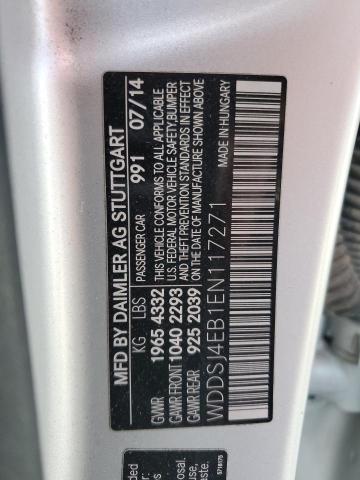 MFD BY DAIMLER AG STUTTGART
KG LBS PASSENGER CAR 991 07/14
GVWR 1965 4332 THIS VEHICLE CONFORMS TO ALL APPLICABLE
GAWR FRONT 1040 2293 U.S. FEDERAL MOTOR VEHICLE SAFETY, BUMPER
GAWR REAR 925 2039 AND THEFT PREVENTION STANDARDS IN EFFECT
ON THE DATE OF MANUFACTURE SHOWN ABOVE
WDDSJ4EB1EN117271 MADE IN HUNGARY